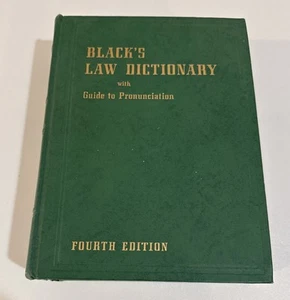 BLACK'S
LAW DICTIONARY
with
Guide to Pronunciation
FOURTH EDITION